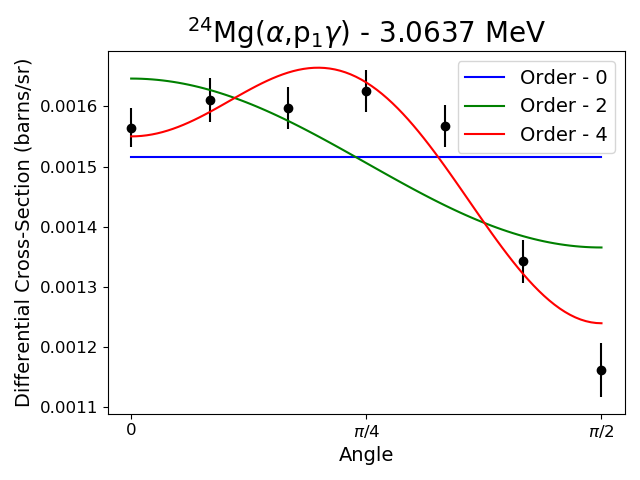 ²⁴Mg(α,p₁γ) - 3.0637 MeV
Differential Cross-Section (barns/sr)
0.0016
0.0015
0.0014
0.0013
0.0012
0.0011
Order - 0
Order - 2
Order - 4
0
π/4
π/2
Angle